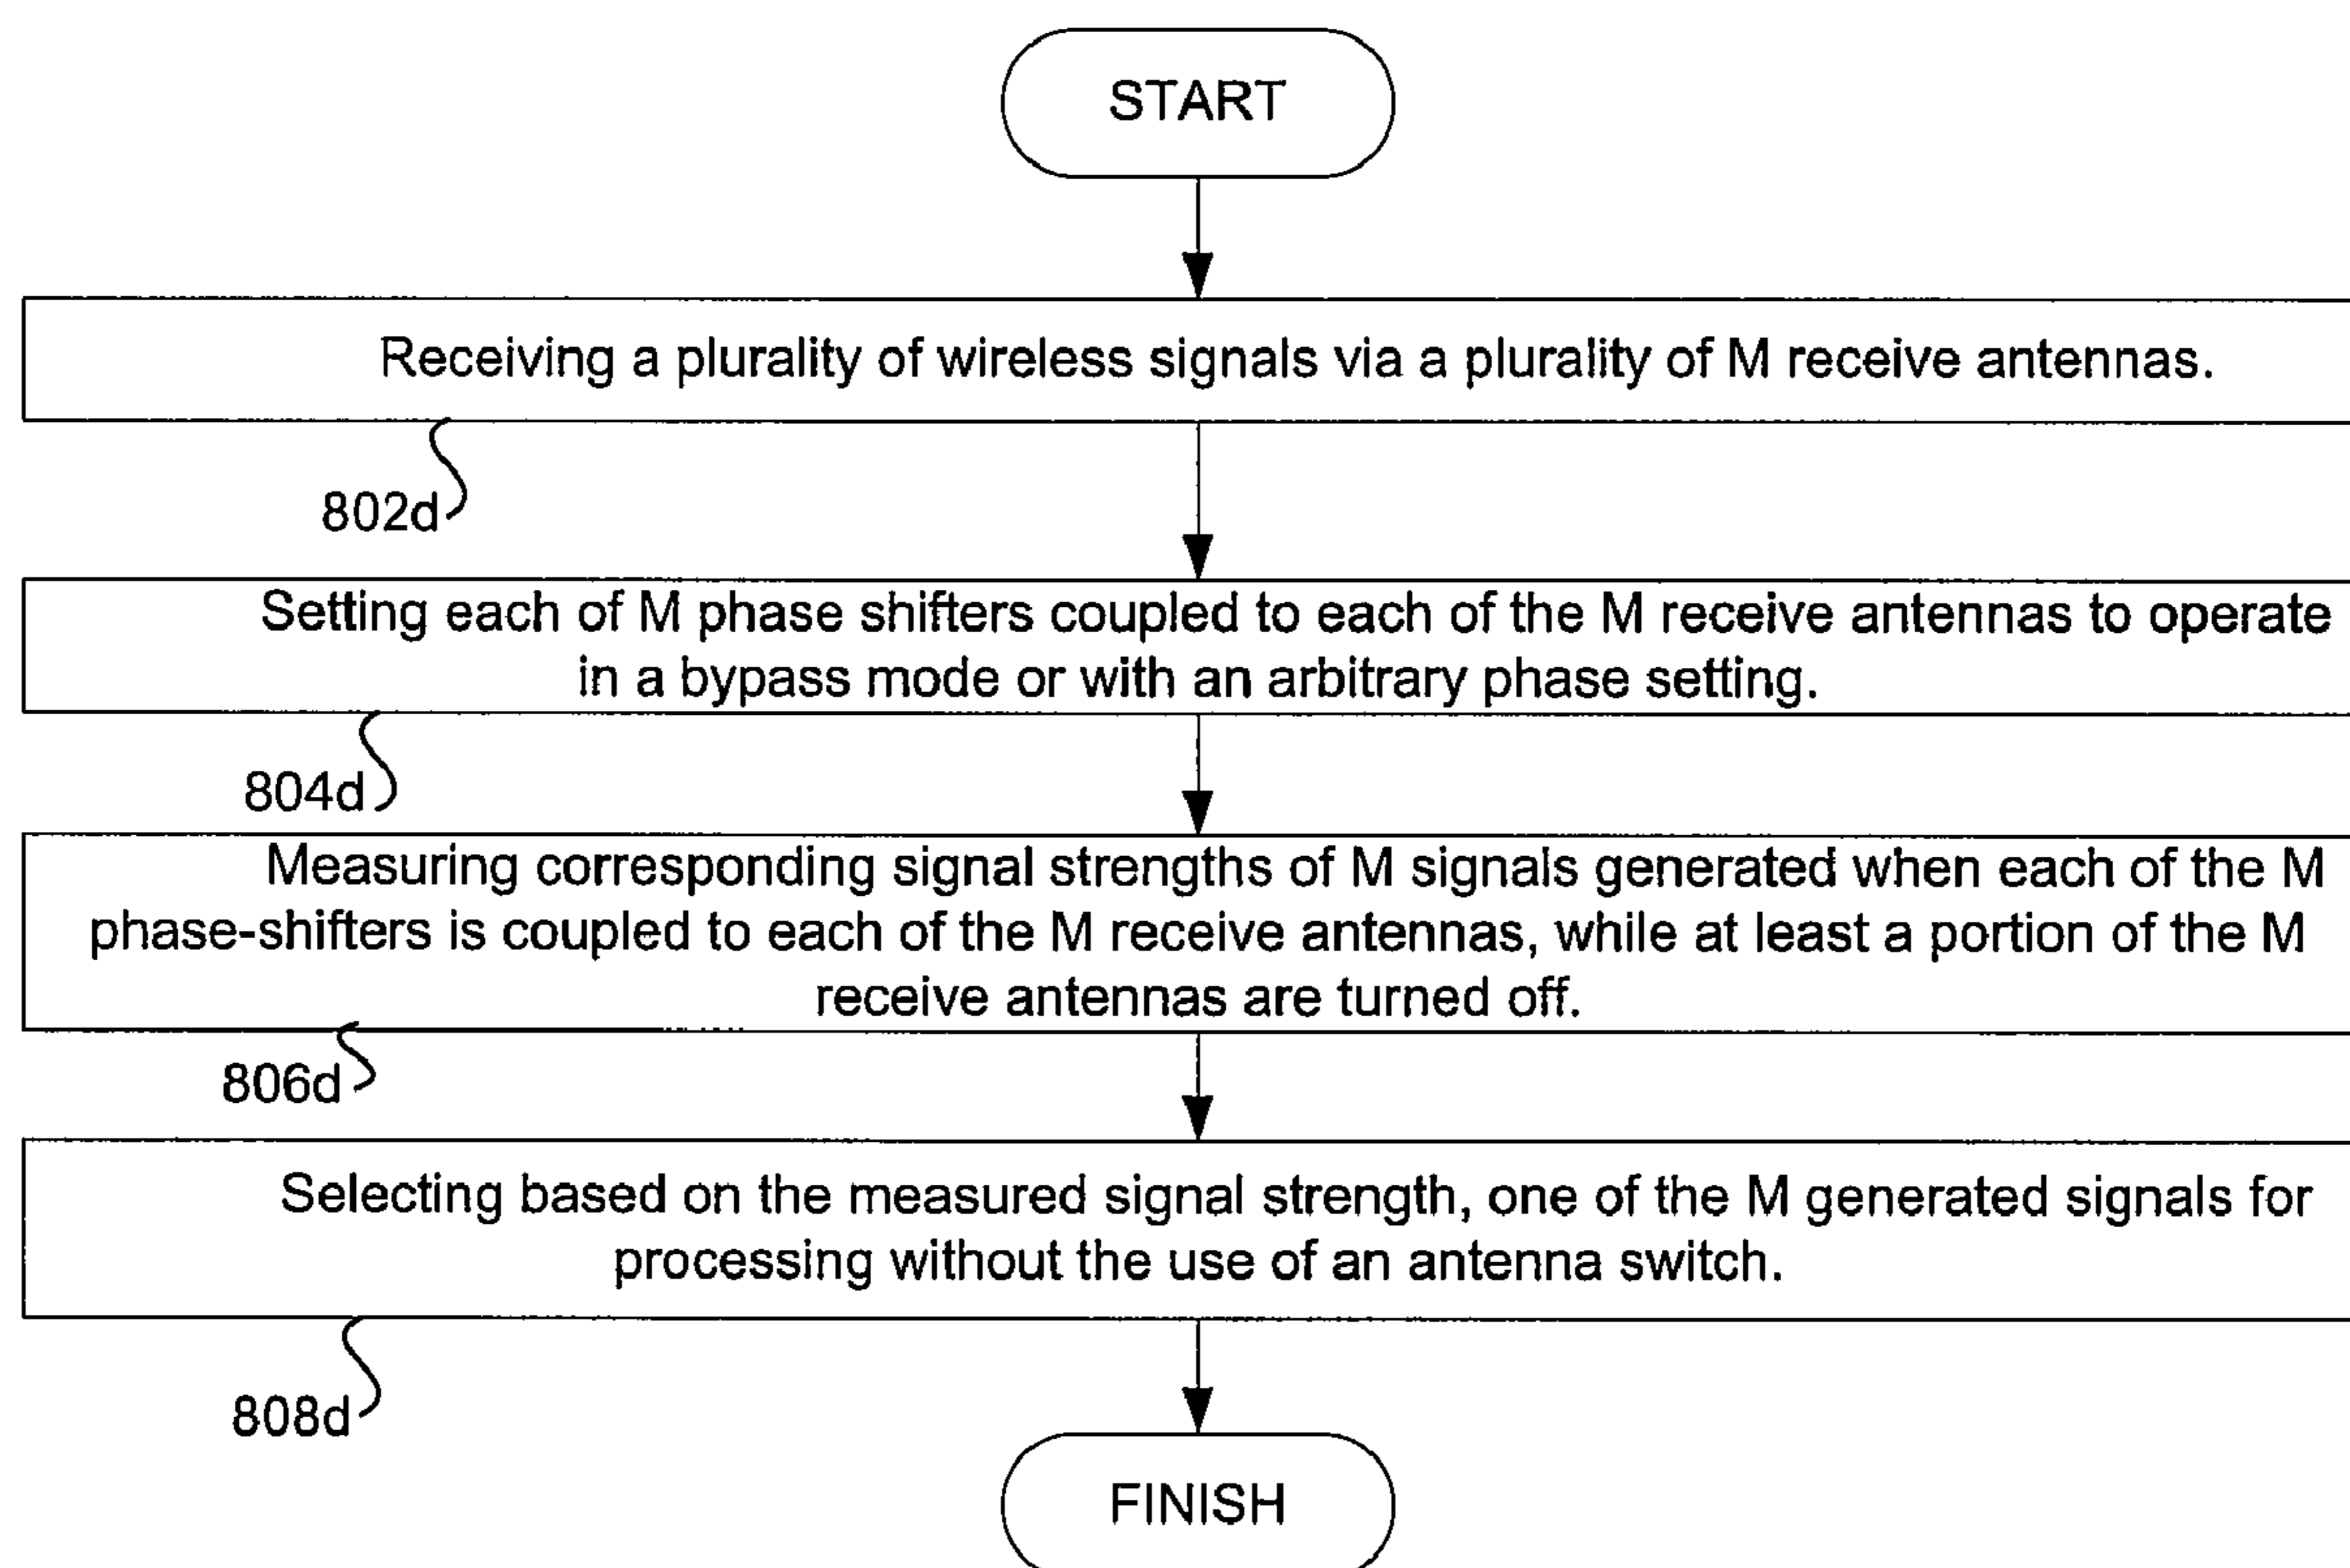 START
Receiving a plurality of wireless signals via a plurality of M receive antennas.
802d
Setting each of M phase shifters coupled to each of the M receive antennas to operate
in a bypass mode or with an arbitrary phase setting.
804d
Measuring corresponding signal strengths of M signals generated when each of the M
phase-shifters is coupled to each of the M receive antennas, while at least a portion of the M
receive antennas are turned off.
806d
Selecting based on the measured signal strength, one of the M generated signals for
processing without the use of an antenna switch.
808d
FINISH